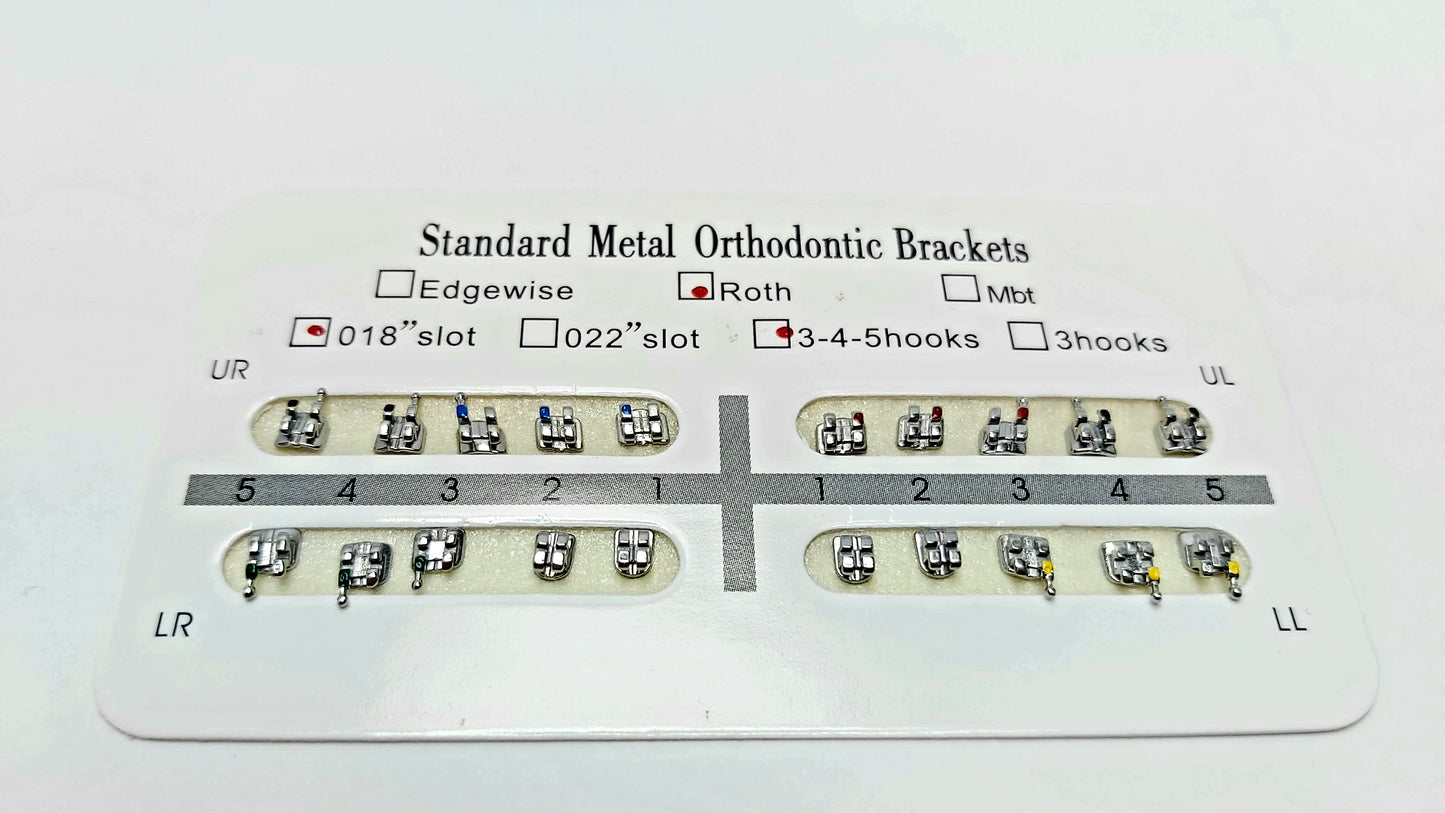 Standard Metal Orthodontic Brackets
Edgewise Roth Mbt
018”slot 022”slot 3-4-5hooks 3hooks
UR UL
5 4 3 2 1 1 2 3 4 5
LR LL